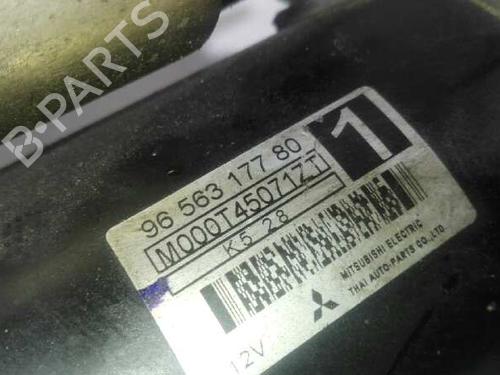 96 563 177 80
1
M000T45071ZT
K5 28
MITSUBISHI ELECTRIC
THAI AUTO-PARTS CO.,LTD.
12V
B-PARTS